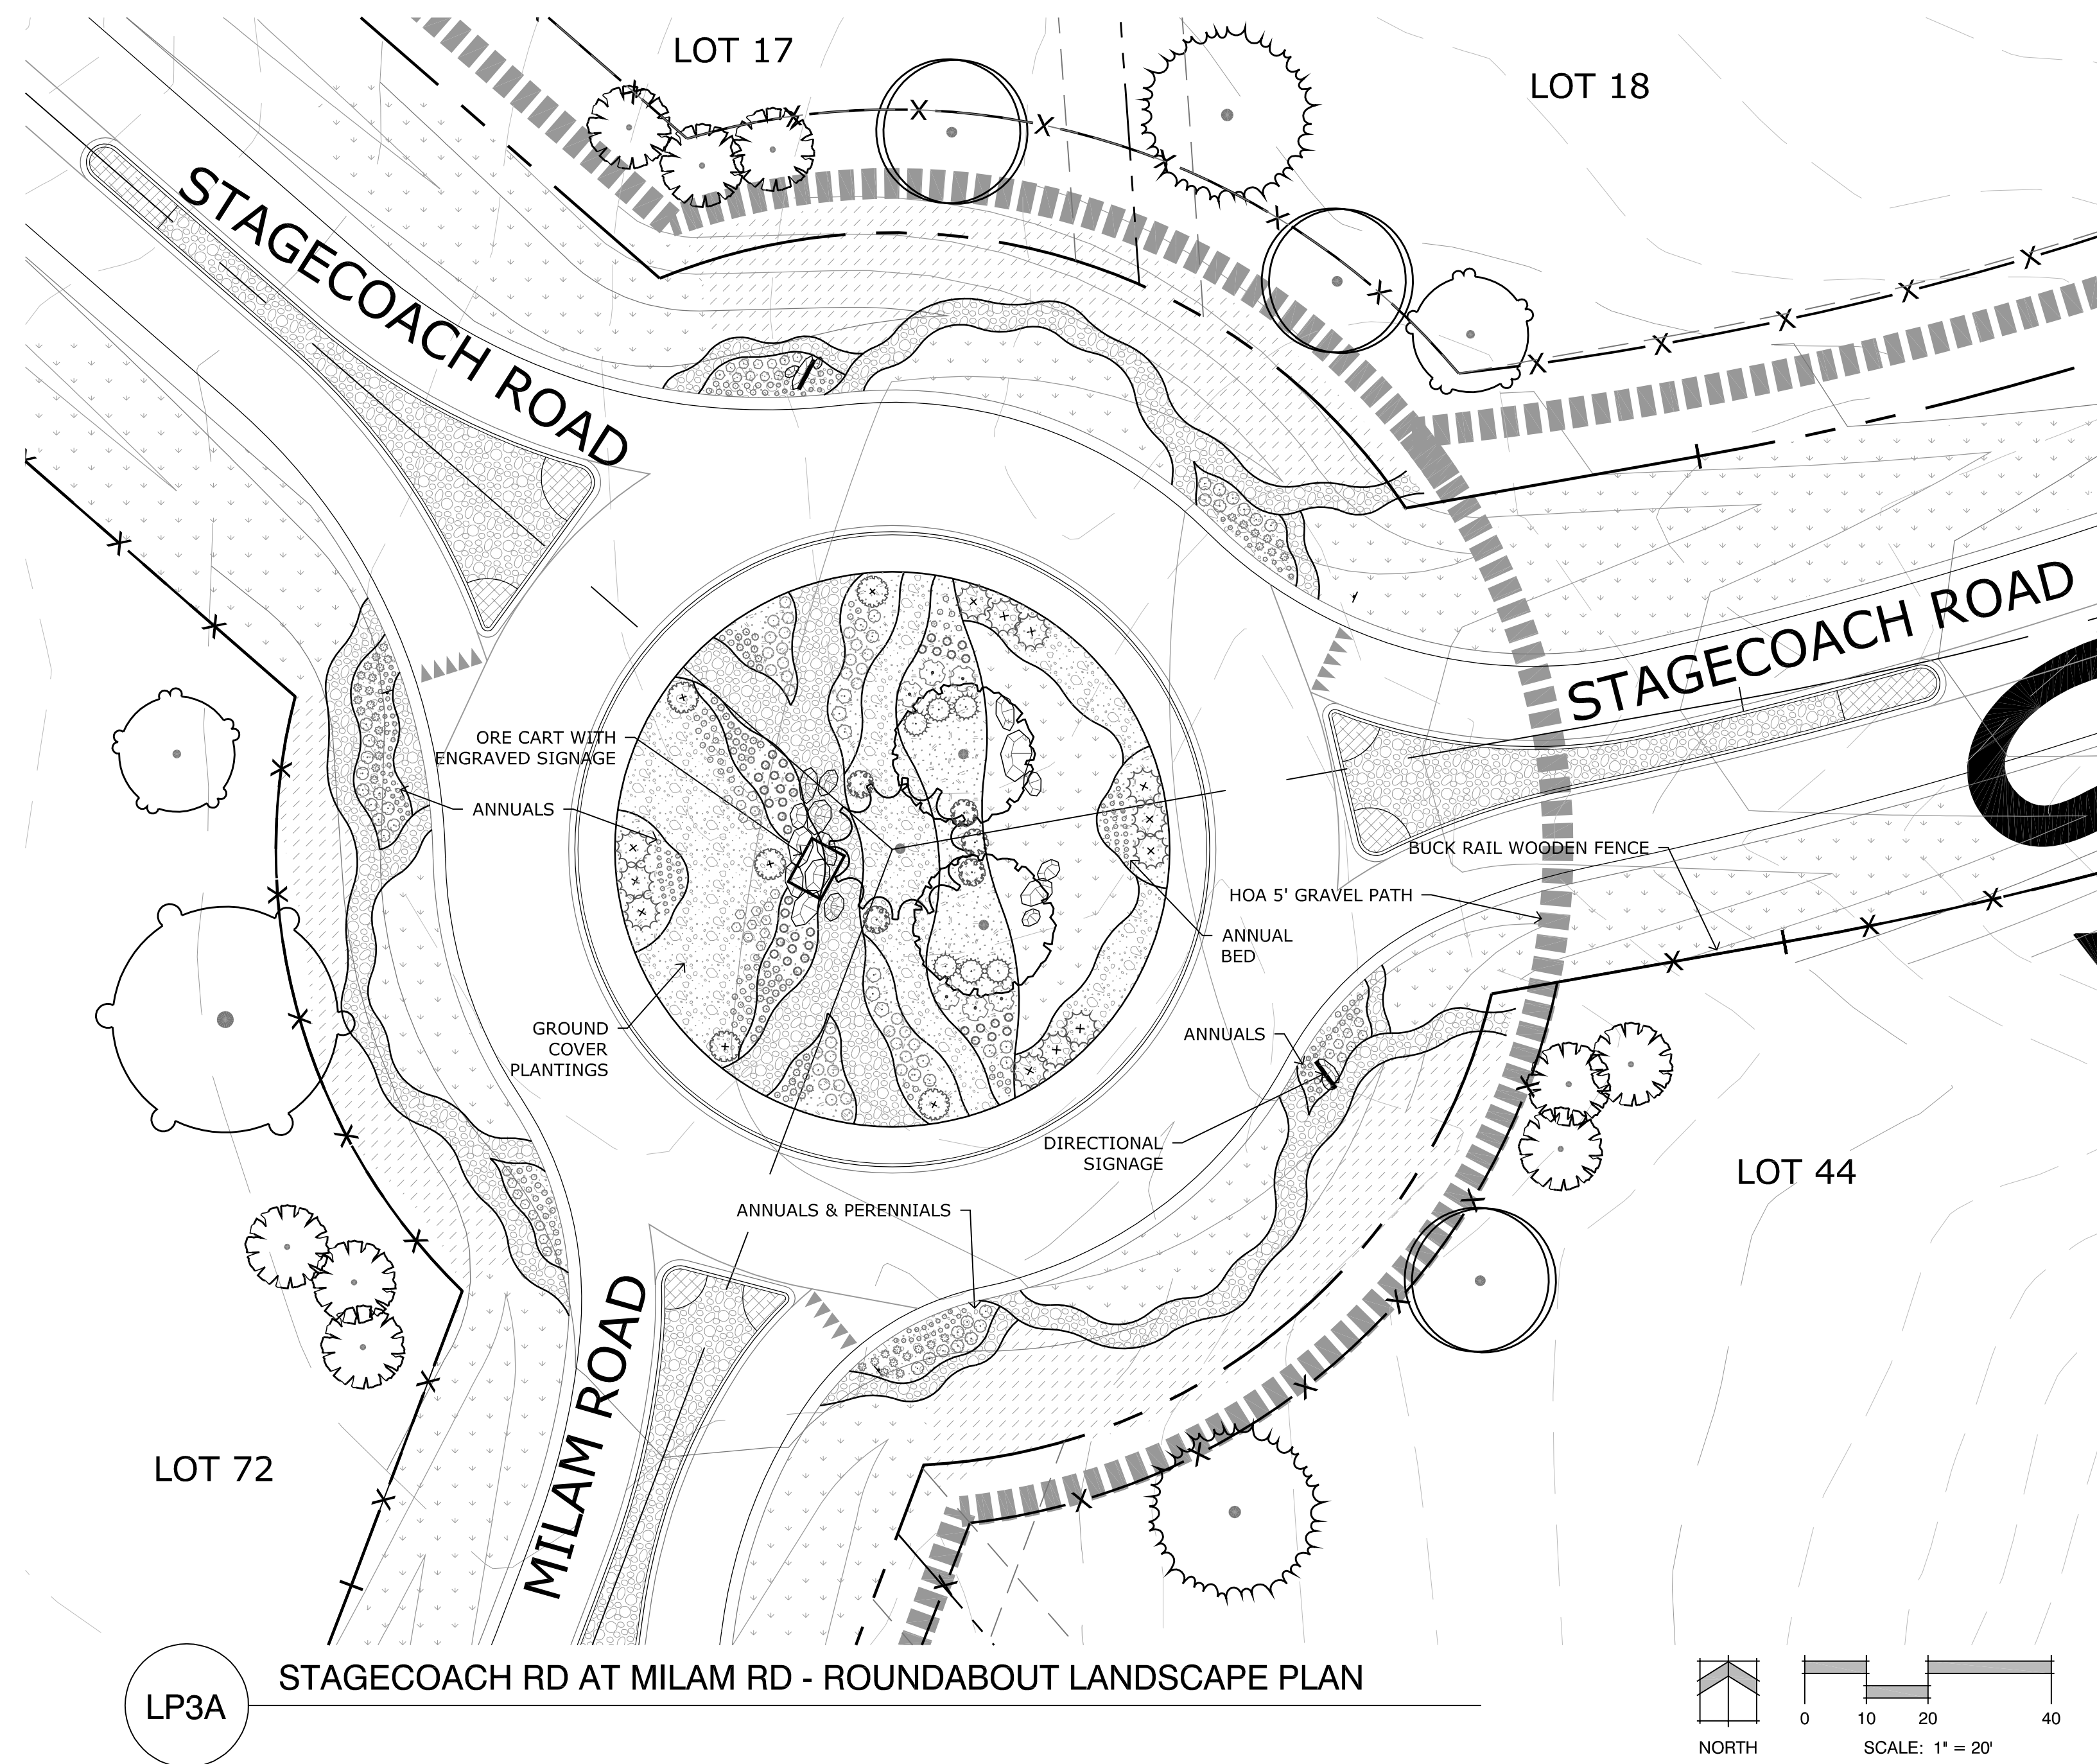 LOT 17
LOT 18
STAGECOACH ROAD
STAGECOACH ROAD
ORE CART WITH
ENGRAVED SIGNAGE
ANNUALS
BUCK RAIL WOODEN FENCE
HOA 5' GRAVEL PATH
ANNUAL
BED
GROUND
COVER
PLANTINGS
ANNUALS
DIRECTIONAL
SIGNAGE
LOT 44
ANNUALS & PERENNIALS
MILAM ROAD
LOT 72
LP3A
STAGECOACH RD AT MILAM RD - ROUNDABOUT LANDSCAPE PLAN
NORTH
0 10 20 40
SCALE: 1" = 20'